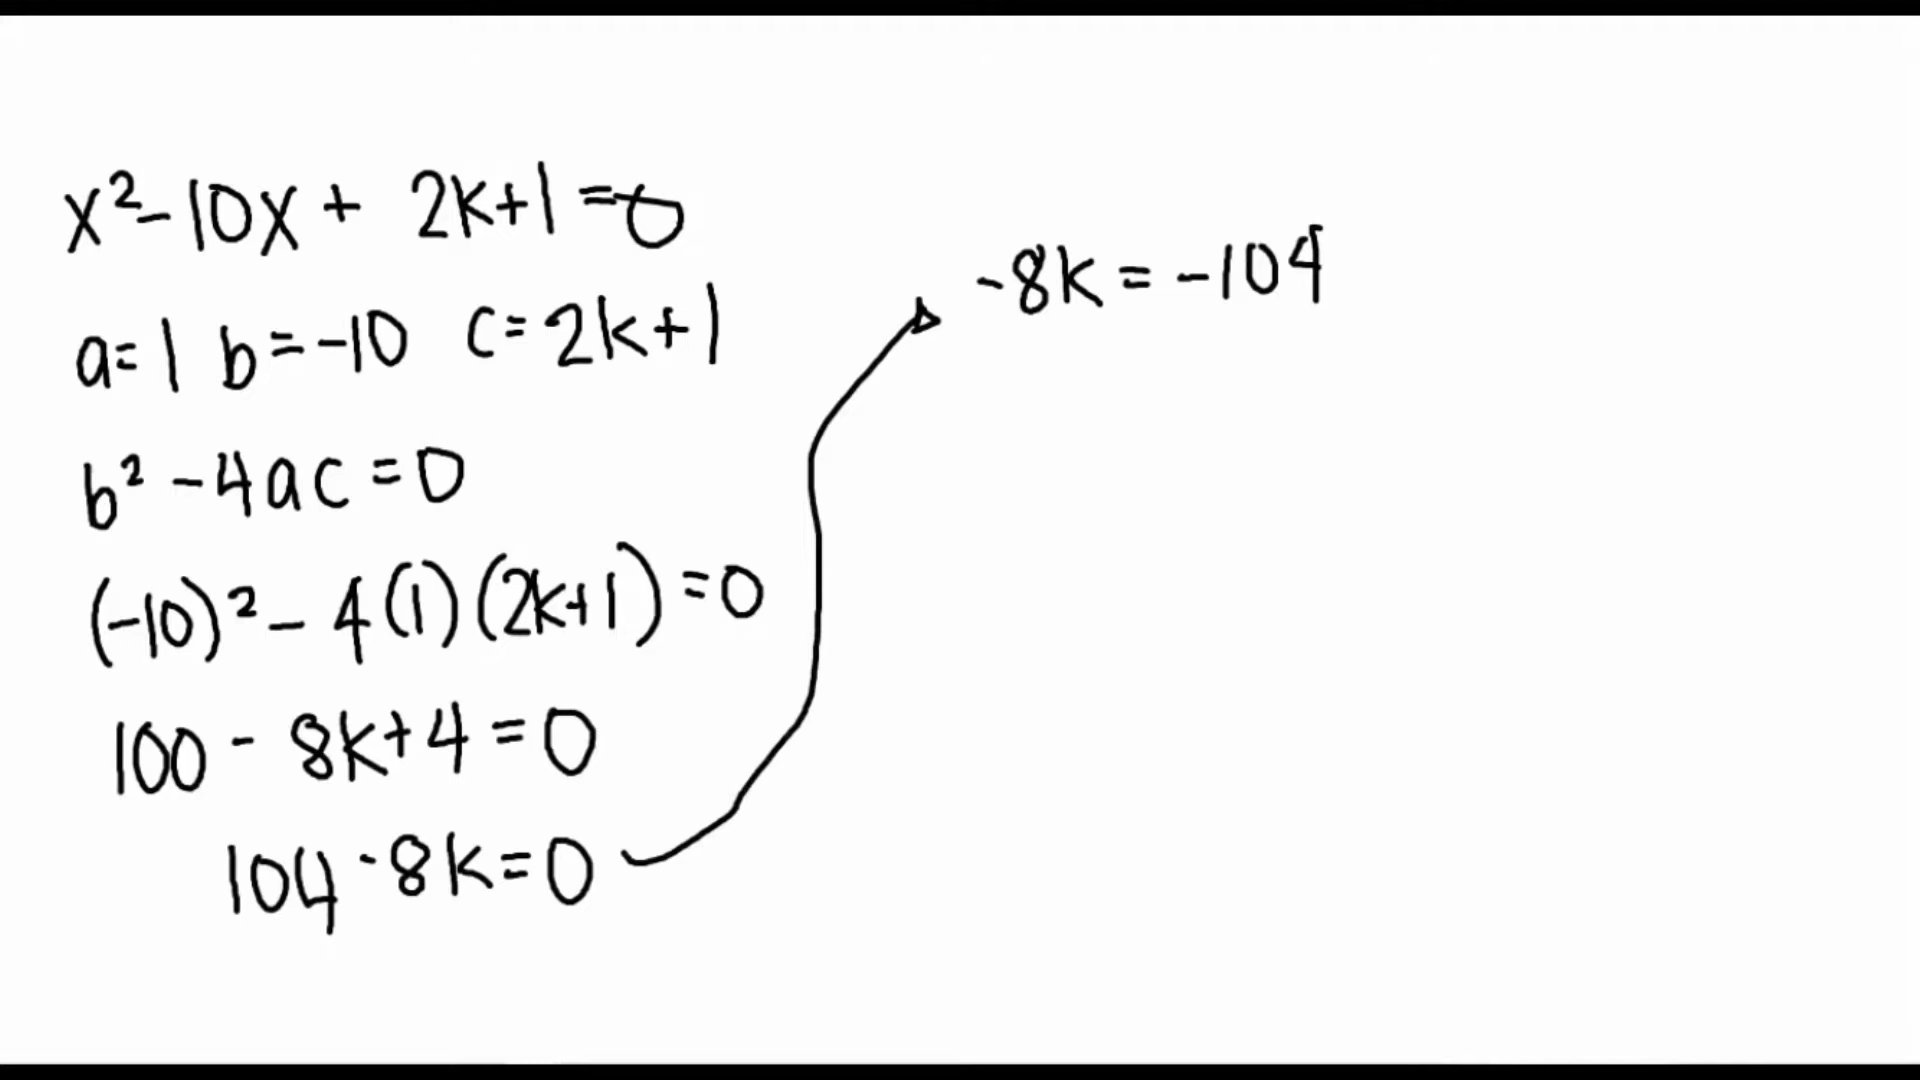 x² - 10x + 2k+1 = 0
a = 1 b = -10 c = 2k+1
b² - 4ac = 0
(-10)² - 4(1)(2k+1) = 0
100 - 8k+4 = 0
104 - 8k = 0
-8k = -104